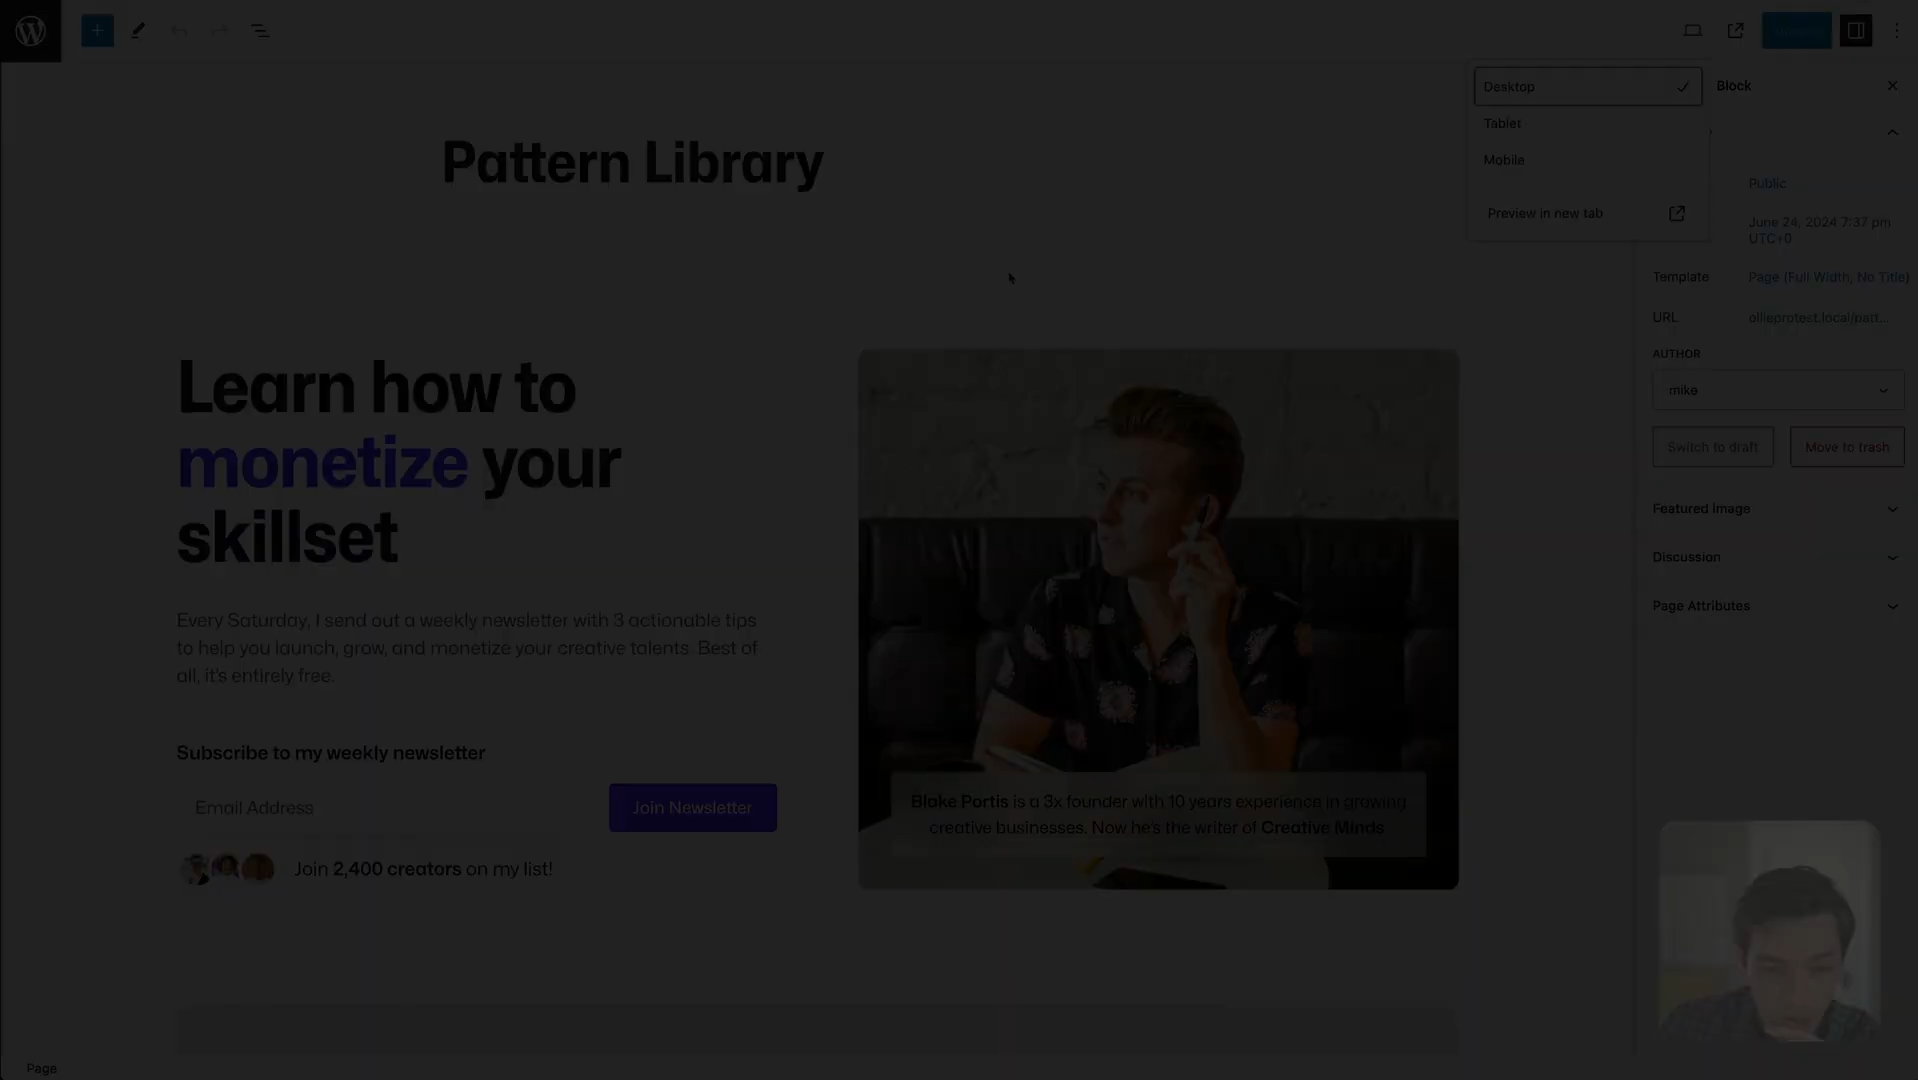 Desktop
Block
Tablet
Mobile
Preview in new tab
Public
June 24, 2024 7:37 pm
UTC+0
Template
Page (Full Width, No Title)
URL
ollieprotest.local/patt...
AUTHOR
mike
Switch to draft
Move to trash
Featured image
Discussion
Page Attributes
Pattern Library
Learn how to
monetize your
skillset
Every Saturday, I send out a weekly newsletter with 3 actionable tips
to help you launch, grow, and monetize your creative talents. Best of
all, it's entirely free.
Subscribe to my weekly newsletter
Email Address
Join Newsletter
Join 2,400 creators on my list!
Blake Portis is a 3x founder with 10 years experience in growing
creative businesses. Now he's the writer of Creative Minds
Page